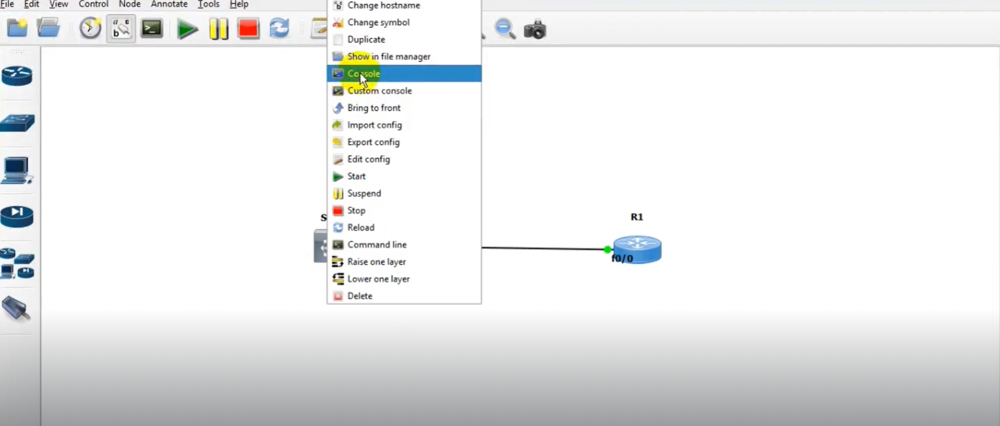 File Edit View Control Node Annotate Tools Help
Change hostname
Change symbol
Duplicate
Show in file manager
Console
Custom console
Bring to front
Import config
Export config
Edit config
Start
Suspend
Stop
Reload
Command line
Raise one layer
Lower one layer
Delete
S
R1
f0/0